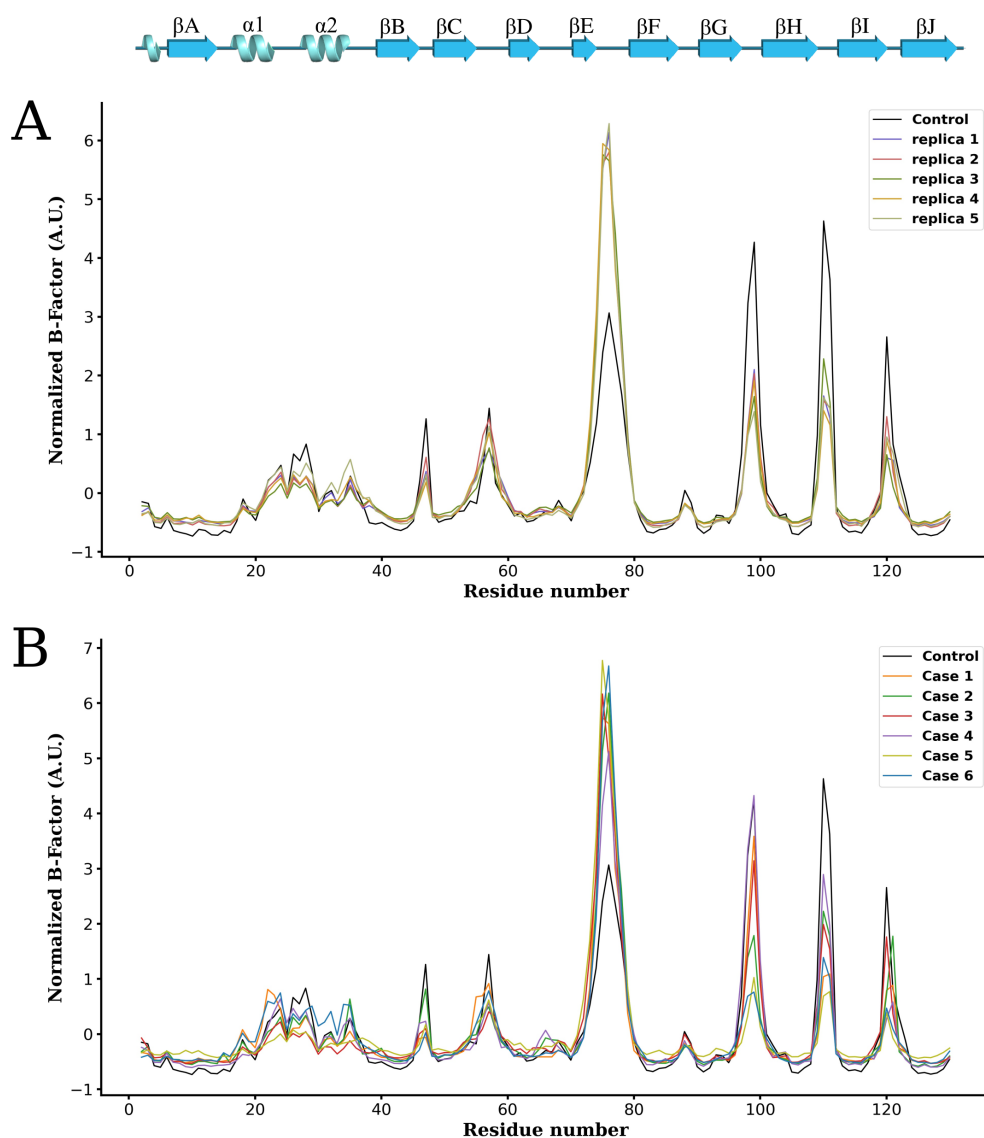 βA α1 α2 βB βC βD βE βF βG βH βI βJ
A
Normalized B-Factor (A.U.)
6
5
4
3
2
1
0
−1
Control
replica 1
replica 2
replica 3
replica 4
replica 5
0 20 40 60 80 100 120
Residue number
B
Normalized B-Factor (A.U.)
7
6
5
4
3
2
1
0
−1
Control
Case 1
Case 2
Case 3
Case 4
Case 5
Case 6
0 20 40 60 80 100 120
Residue number